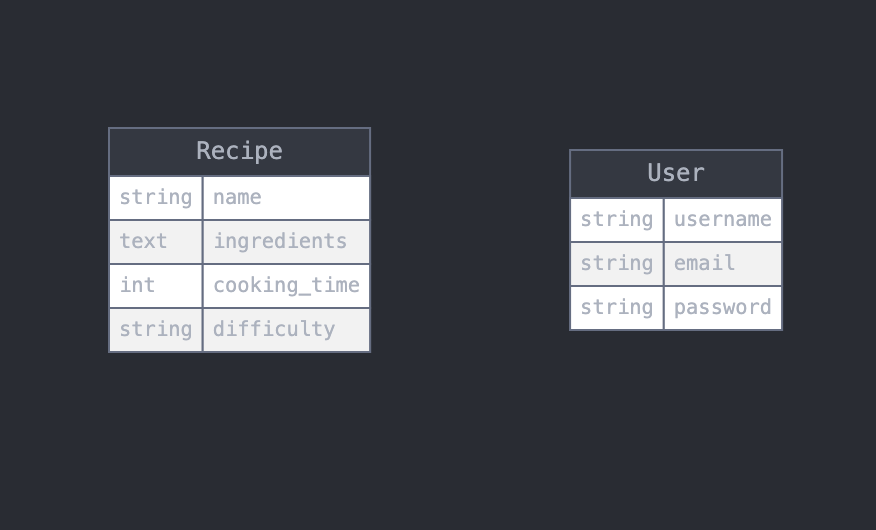 Recipe
string name
text ingredients
int cooking_time
string difficulty
User
string username
string email
string password